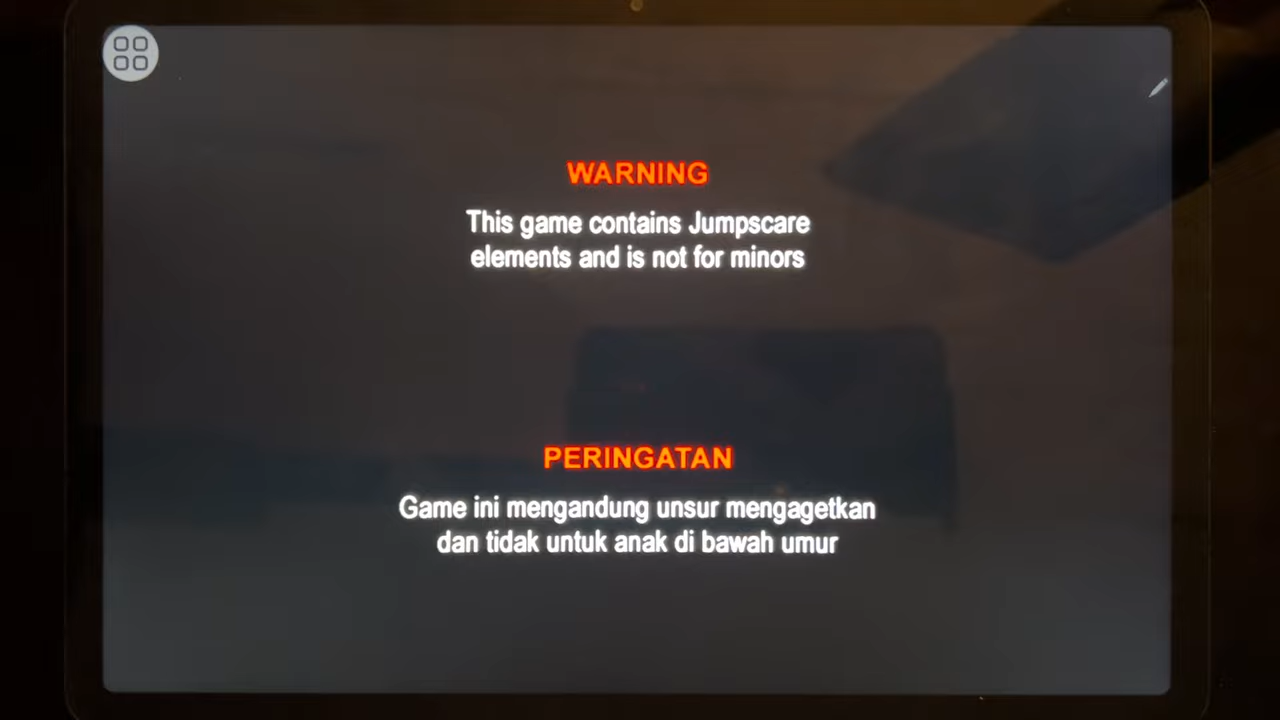 WARNING
This game contains Jumpscare
elements and is not for minors
PERINGATAN
Game ini mengandung unsur mengagetkan
dan tidak untuk anak di bawah umur